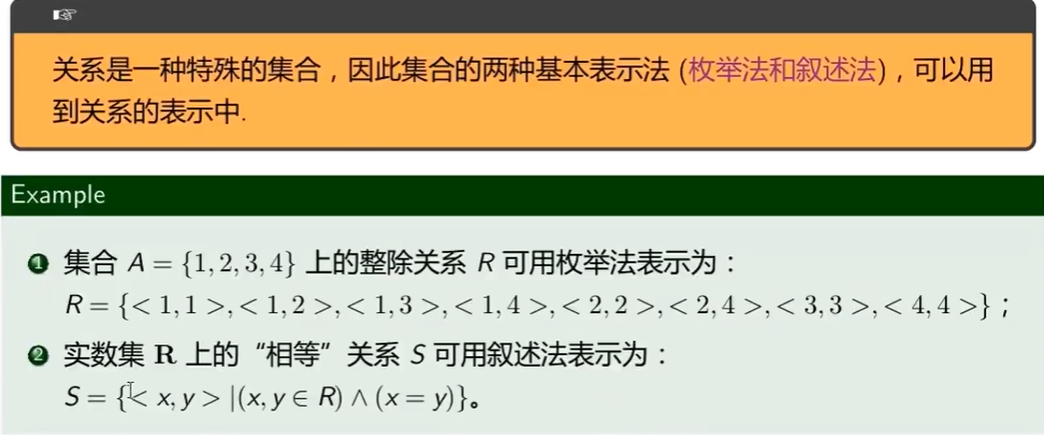 ☞
关系是一种特殊的集合，因此集合的两种基本表示法 (枚举法和叙述法)，可以用
到关系的表示中.
Example
1 集合 A = {1, 2, 3, 4} 上的整除关系 R 可用枚举法表示为：
R = {< 1, 1 >, < 1, 2 >, < 1, 3 >, < 1, 4 >, < 2, 2 >, < 2, 4 >, < 3, 3 >, < 4, 4 >}；
2 实数集 R 上的“相等”关系 S 可用叙述法表示为：
S = {< x, y > |(x, y ∈ R) ∧ (x = y)}。